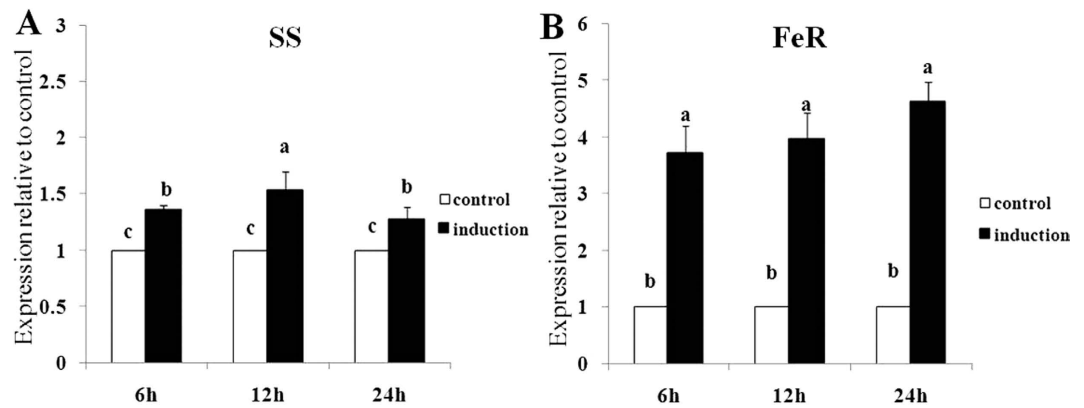 A
SS
Expression relative to control
3
2.5
2
1.5
1
0.5
0
c
b
c
a
c
b
control
induction
6h
12h
24h
B
FeR
Expression relative to control
6
5
4
3
2
1
0
b
a
b
a
b
a
control
induction
6h
12h
24h